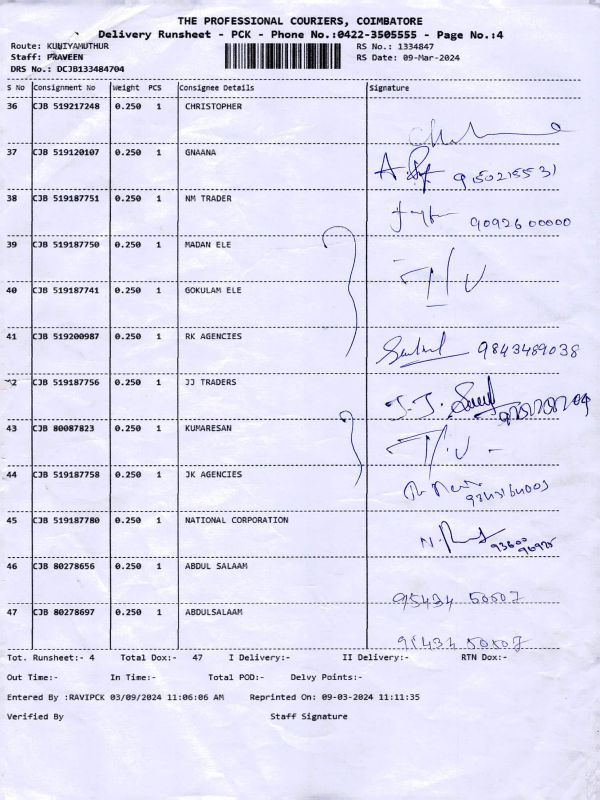 THE PROFESSIONAL COURIERS, COIMBATORE
Delivery Runsheet - PCK - Phone No.:0422-3505555 - Page No.:4
Route: KUNIYAMUTHUR RS No.: 1334847
Staff: PRAVEEN RS Date: 09-Mar-2024
DRS No.: DCJB133484704
S No Consignment No Weight PCS Consignee Details Signature
36 CJB 519217248 0.250 1 CHRISTOPHER
37 CJB 519120107 0.250 1 GNAANA 9150215531
38 CJB 519187751 0.250 1 NM TRADER 9092600000
39 CJB 519187750 0.250 1 MADAN ELE
40 CJB 519187741 0.250 1 GOKULAM ELE
41 CJB 519200987 0.250 1 RK AGENCIES 9843489038
CJB 519187756 0.250 1 JJ TRADERS J.J.
43 CJB 80087823 0.250 1 KUMARESAN
44 CJB 519187758 0.250 1 JK AGENCIES
45 CJB 519187780 0.250 1 NATIONAL CORPORATION
46 CJB 80278656 0.250 1 ABDUL SALAAM 95434 50507
47 CJB 80278697 0.250 1 ABDULSALAAM 95434 50507
Tot. Runsheet:- 4 Total Dox:- 47 I Delivery:- II Delivery:- RTN Dox:-
Out Time:- In Time:- Total POD:- Delvy Points:-
Entered By :RAVIPCK 03/09/2024 11:06:06 AM Reprinted On: 09-03-2024 11:11:35
Verified By Staff Signature